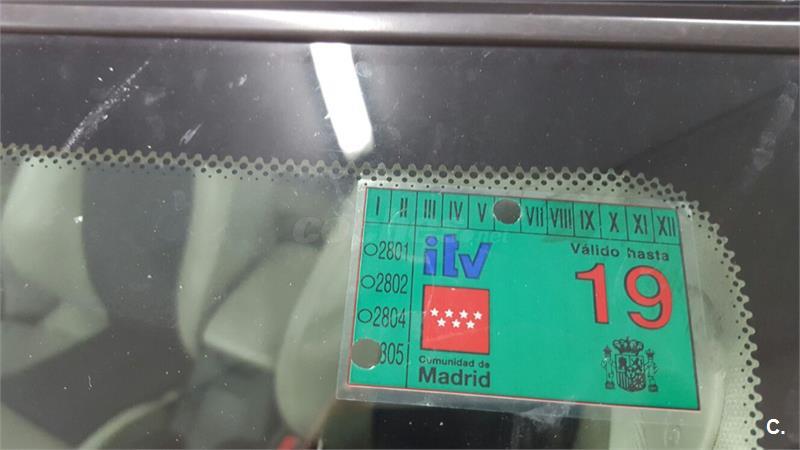 I II III IV V VII VIII IX X XI XII
2801
2802
2804
805
itv
Comunidad de
Madrid
Válido hasta
19
C.